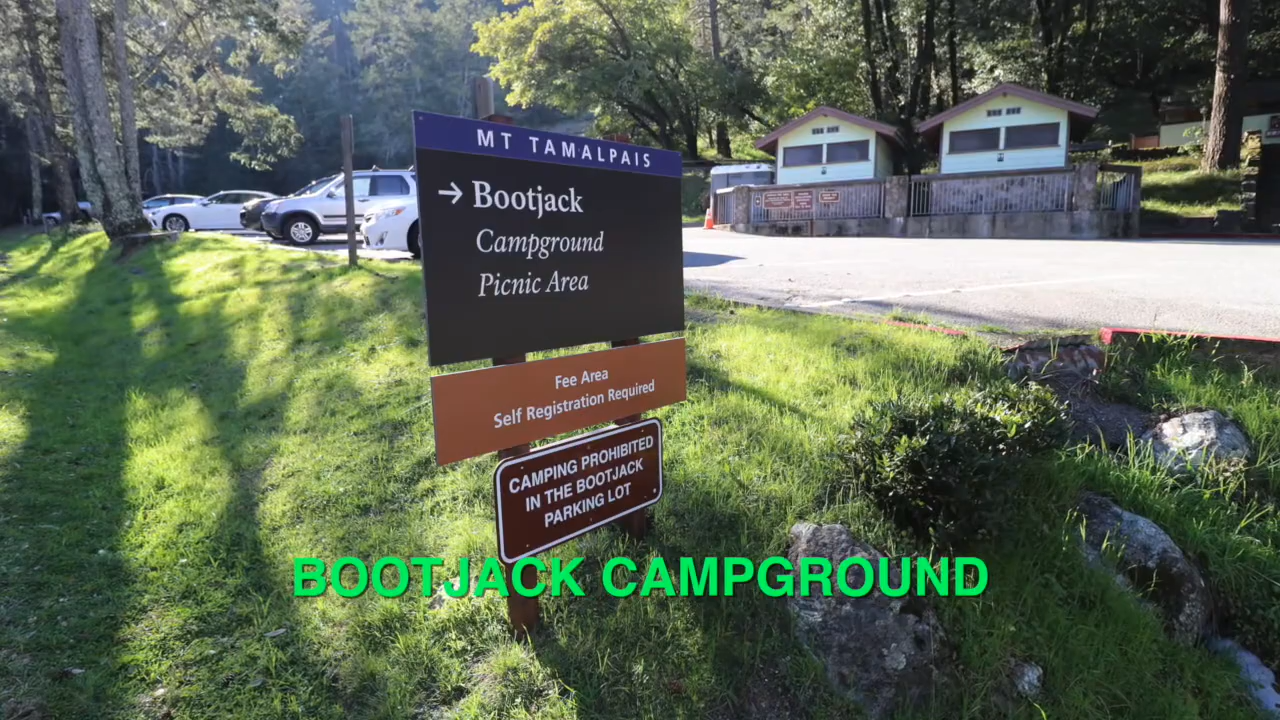 MT TAMALPAIS
→ Bootjack
Campground
Picnic Area
Fee Area
Self Registration Required
CAMPING PROHIBITED
IN THE BOOTJACK
PARKING LOT
BOOTJACK CAMPGROUND